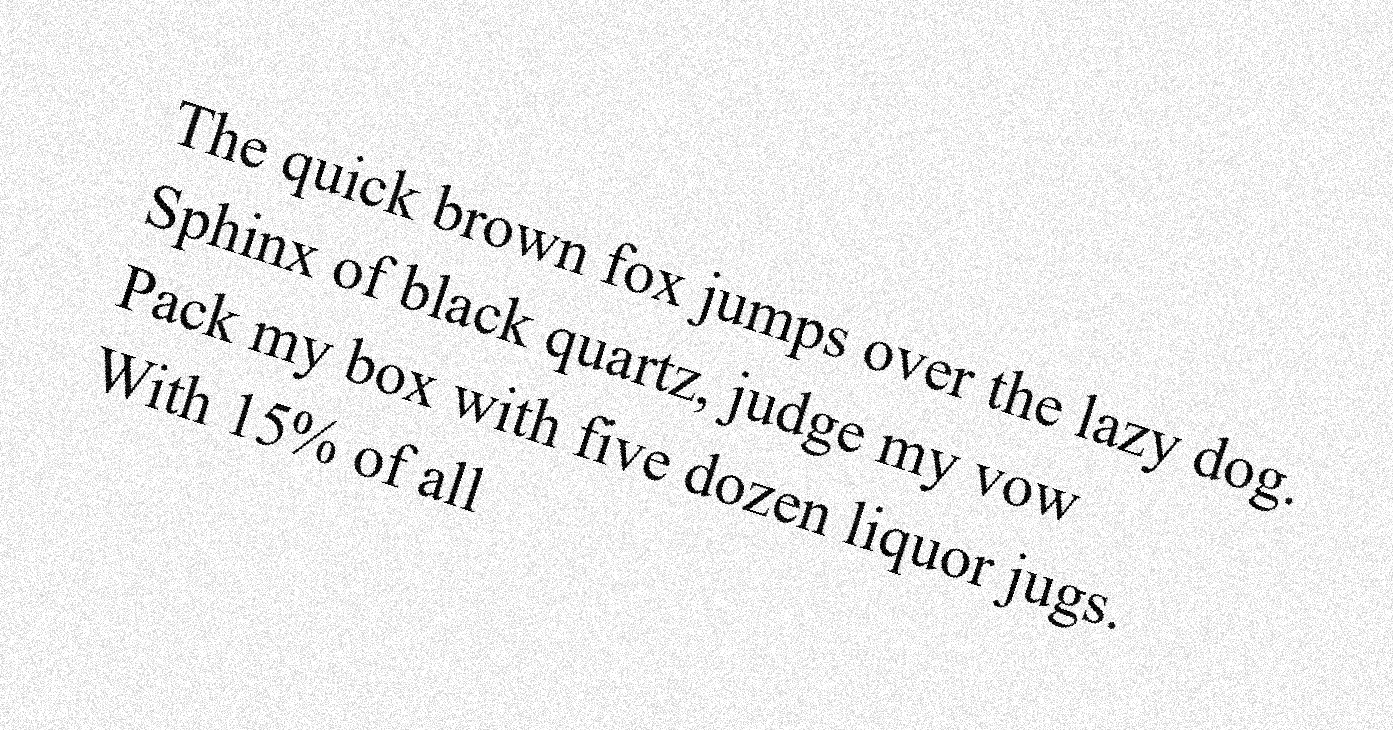 The quick brown fox jumps over the lazy dog.
Sphinx of black quartz, judge my vow
Pack my box with five dozen liquor jugs.
With 15% of all